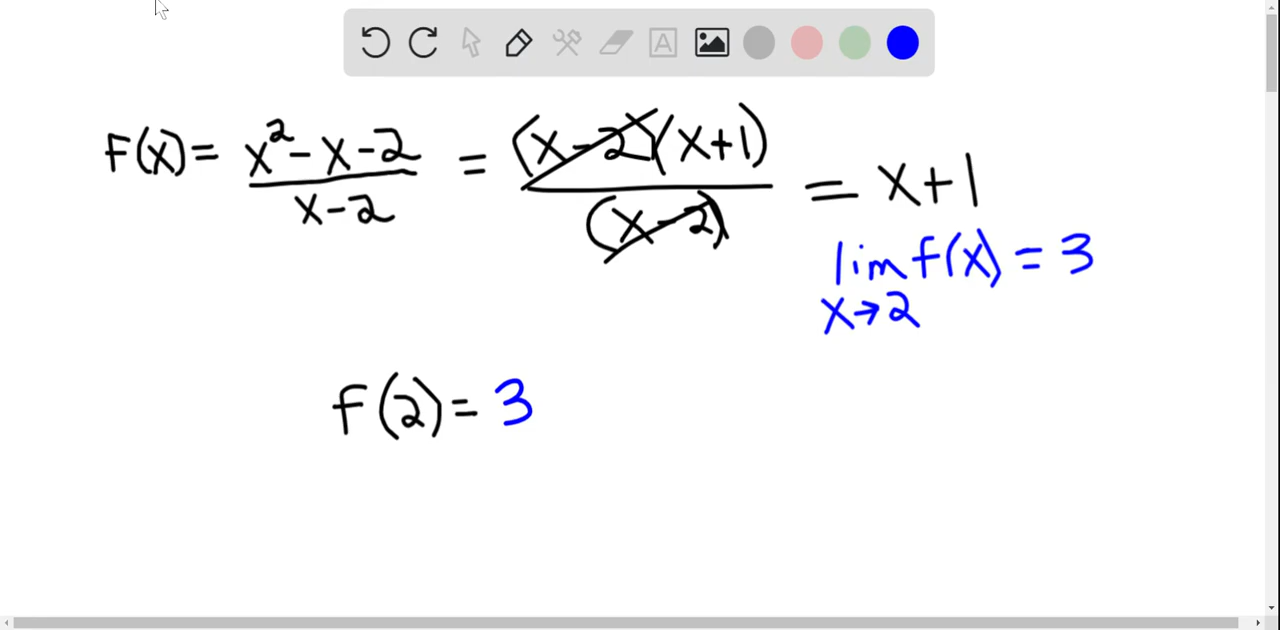 F(x) = (x² - x - 2)/(x - 2) = ((x - 2)(x + 1))/((x - 2)) = x + 1
lim x→2 f(x) = 3
f(2) = 3